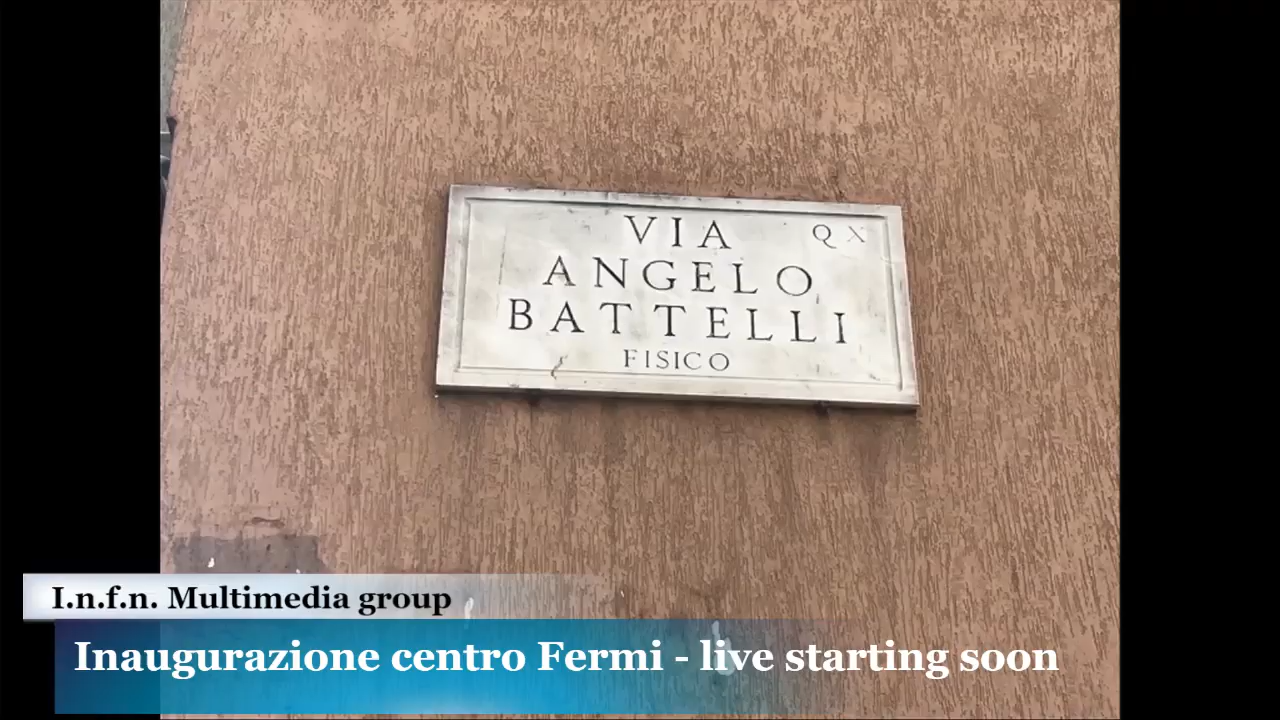 VIA Q X
ANGELO
BATTELLI
FISICO
I.n.f.n. Multimedia group
Inaugurazione centro Fermi - live starting soon